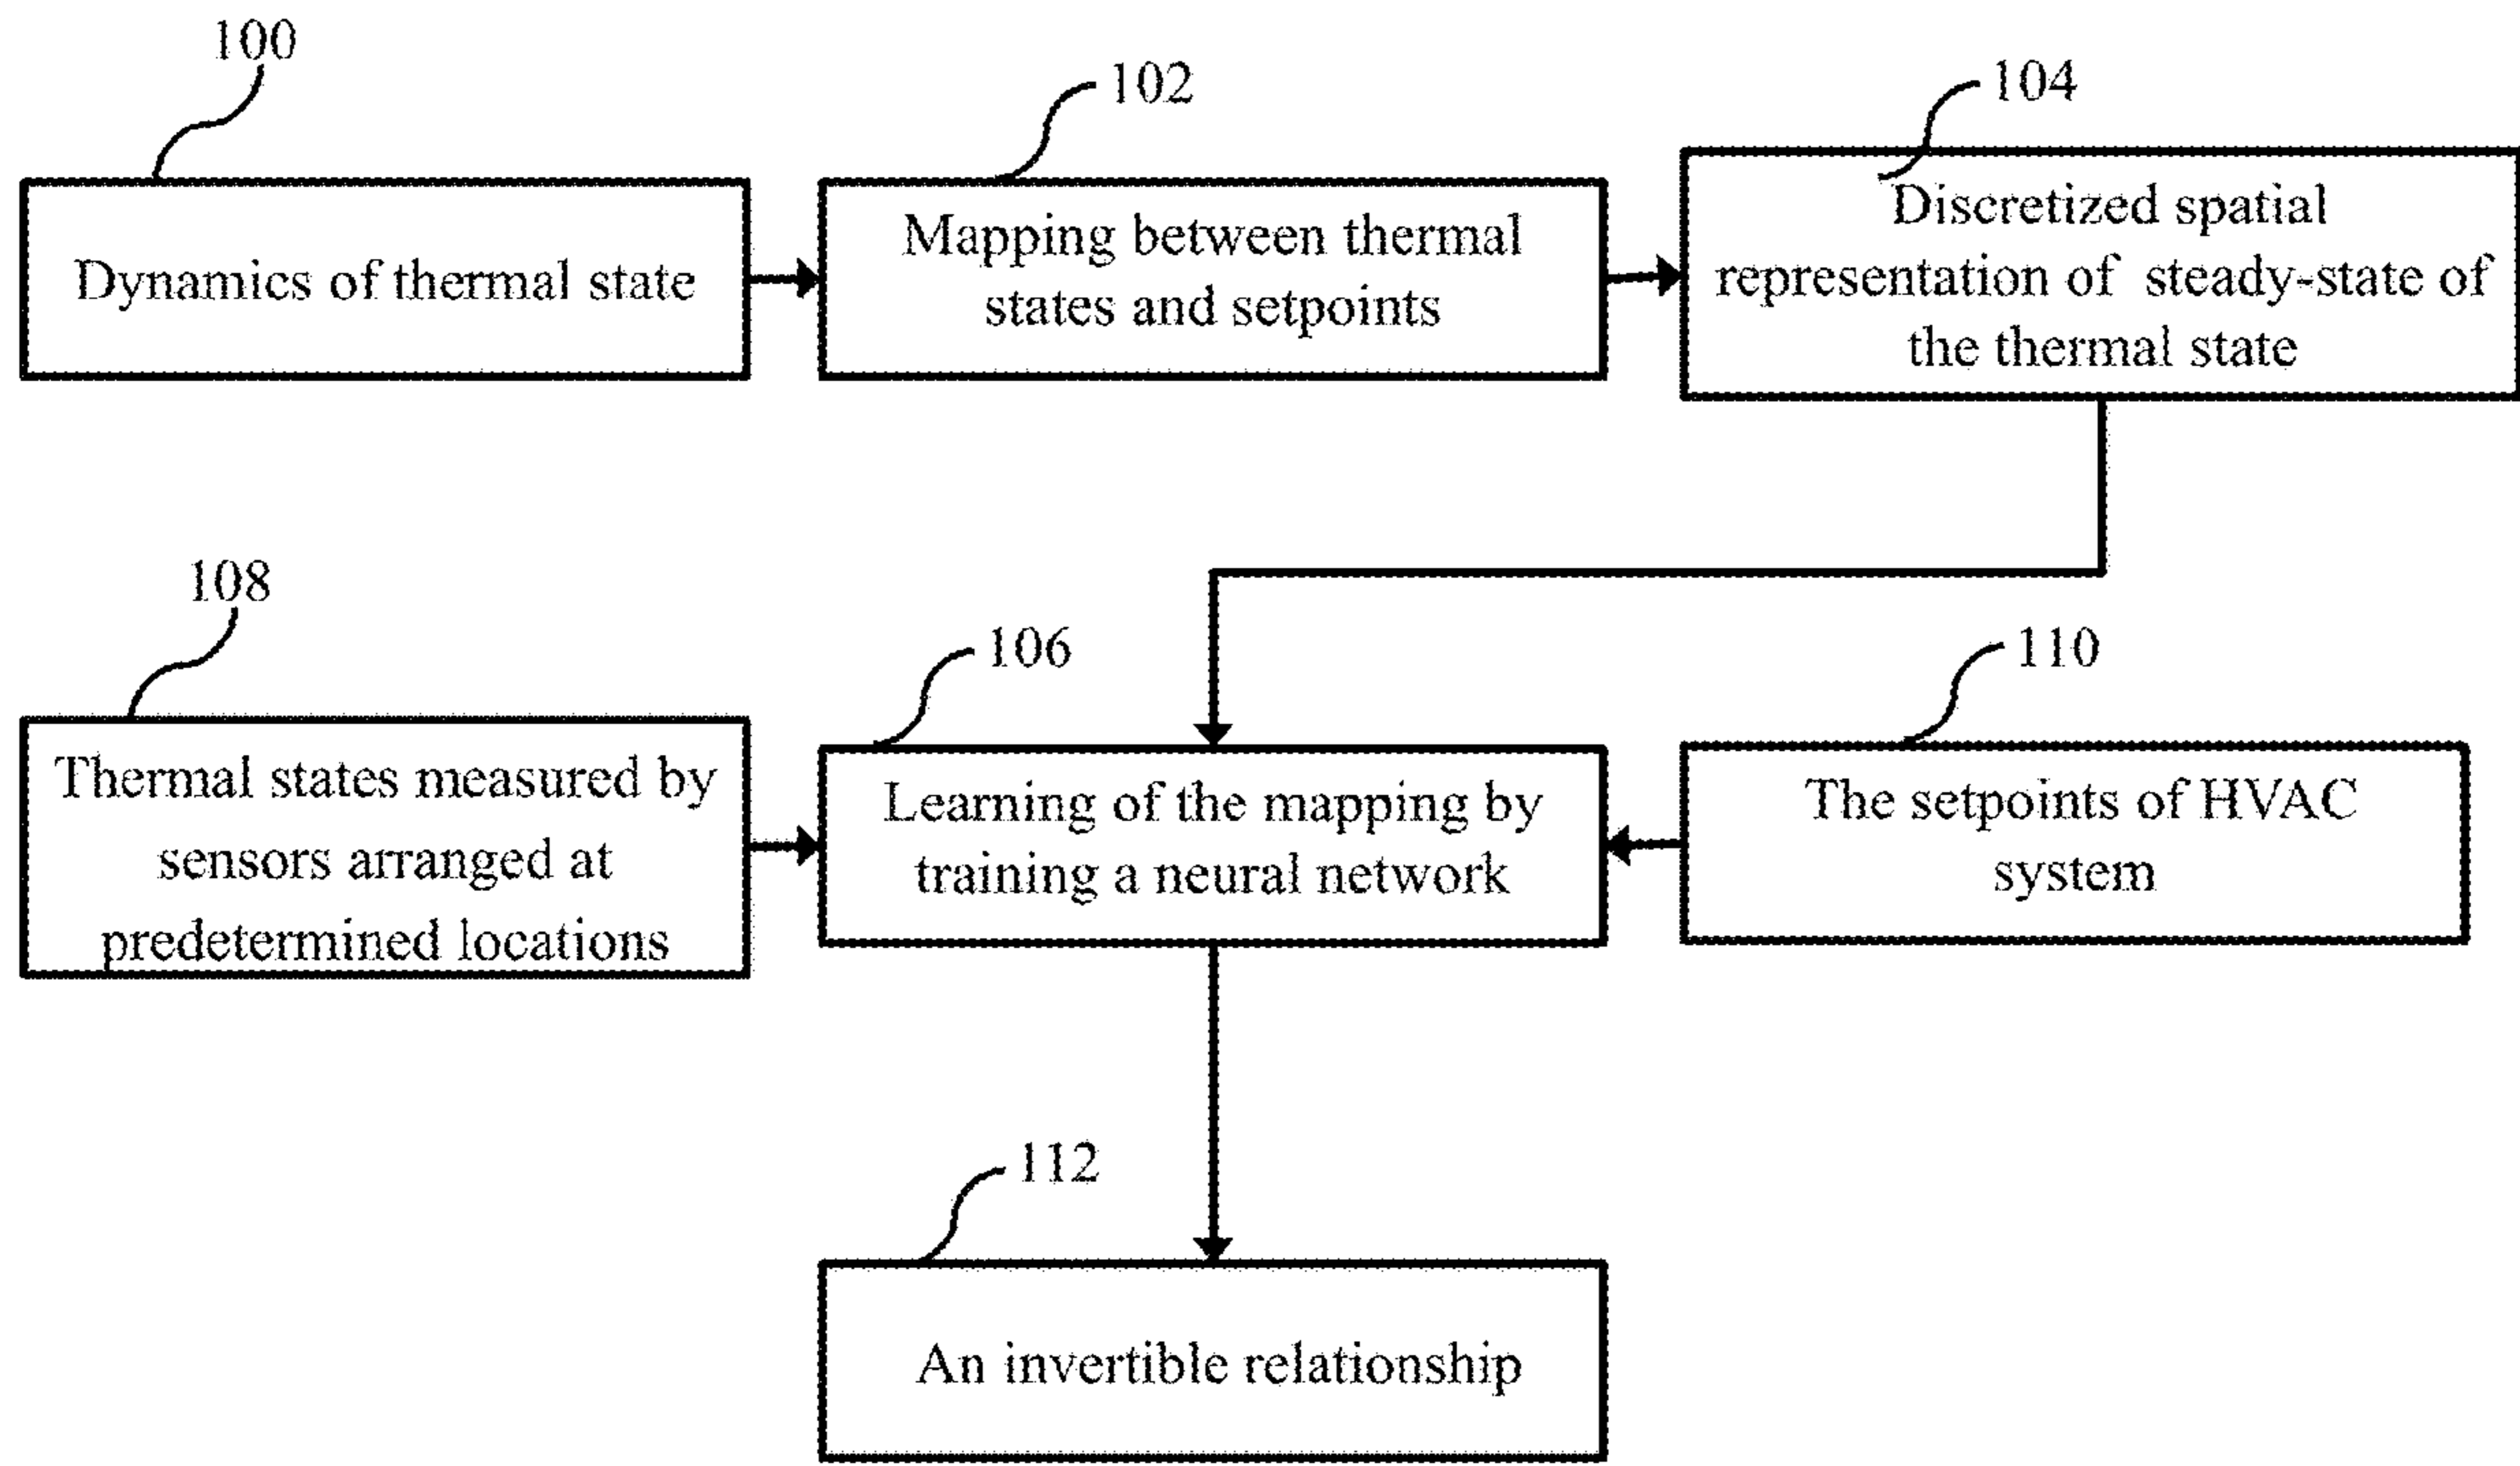 100
102
104
Dynamics of thermal state
Mapping between thermal
states and setpoints
Discretized spatial
representation of steady-state of
the thermal state
108
106
110
Thermal states measured by
sensors arranged at
predetermined locations
Learning of the mapping by
training a neural network
The setpoints of HVAC
system
112
An invertible relationship